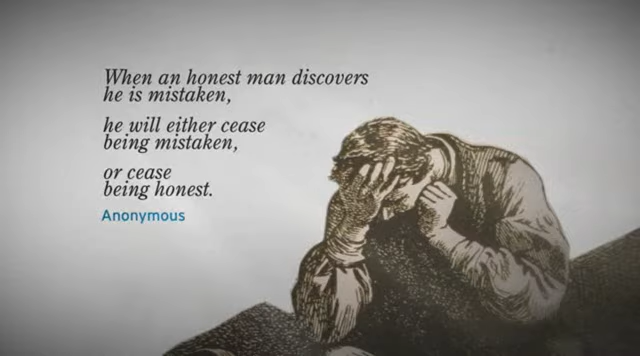 When an honest man discovers
he is mistaken,
he will either cease
being mistaken,
or cease
being honest.
Anonymous